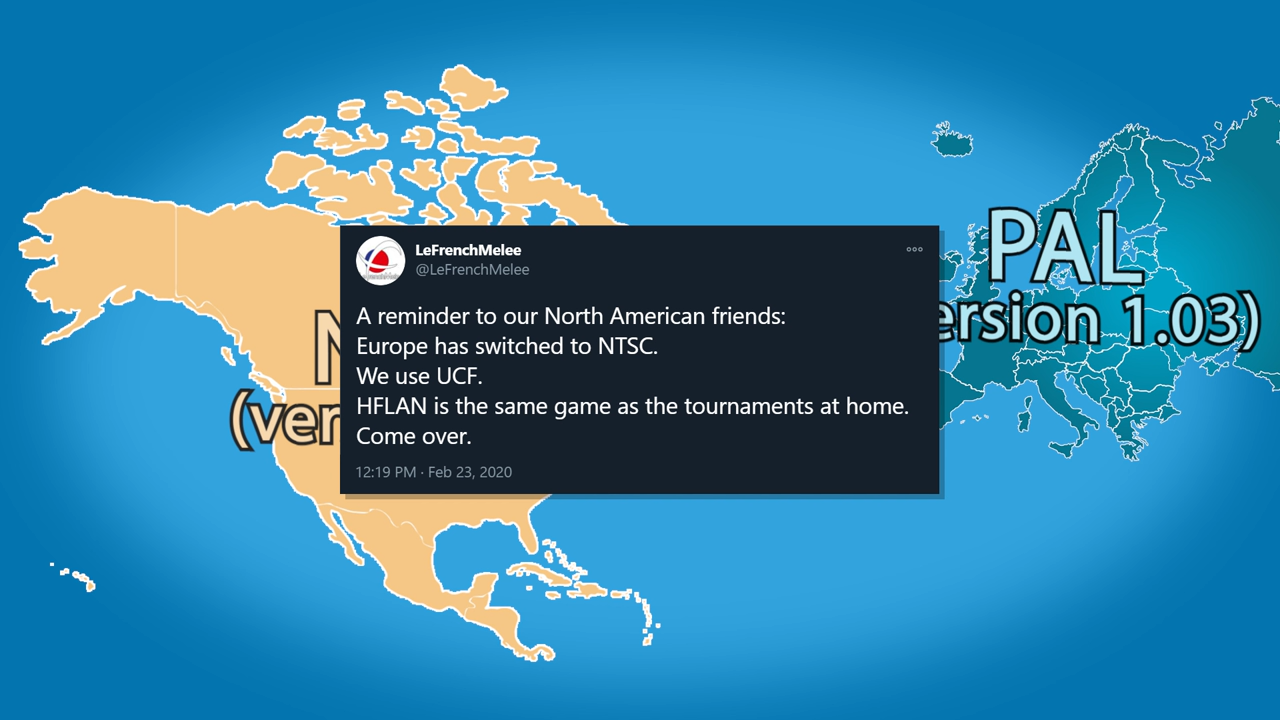 LeFrenchMelee
@LeFrenchMelee
A reminder to our North American friends:
Europe has switched to NTSC.
We use UCF.
HFLAN is the same game as the tournaments at home.
Come over.
12:19 PM · Feb 23, 2020
PAL
ersion 1.03)
N
(ver